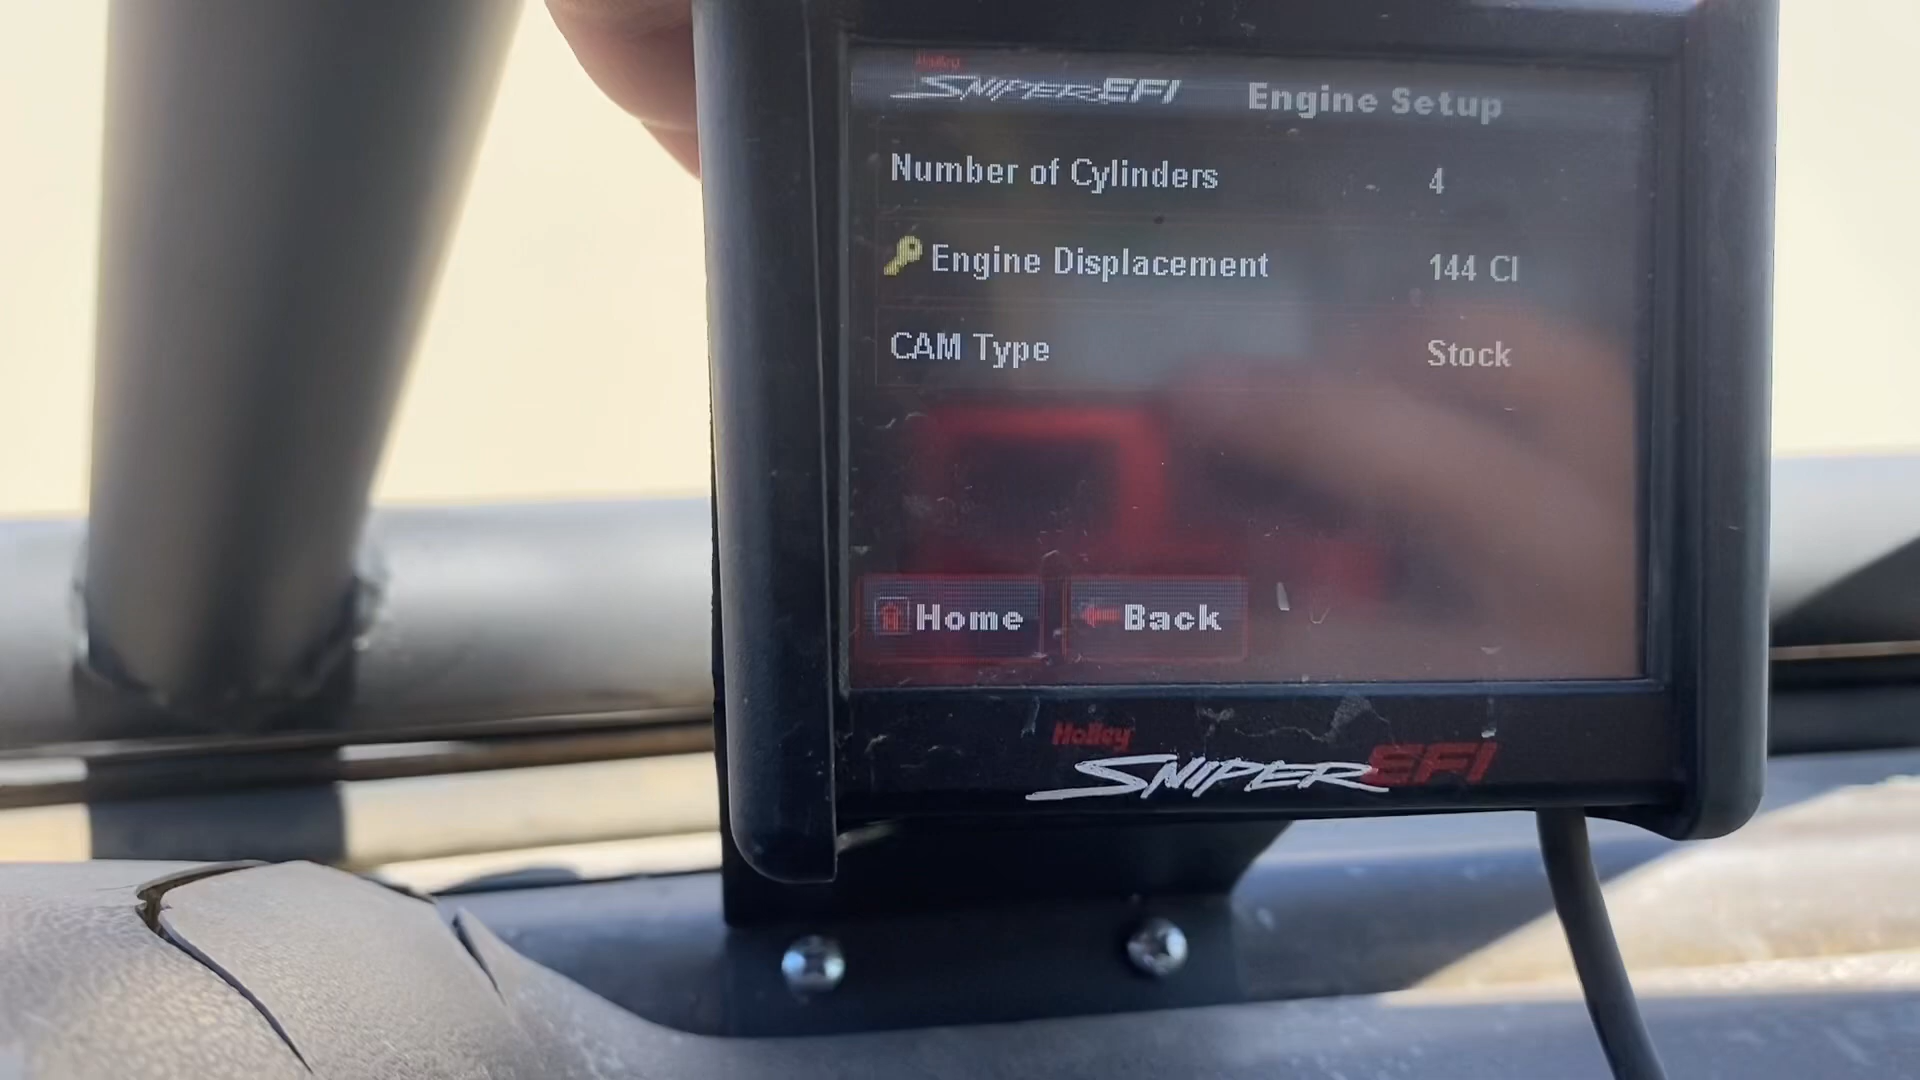 Holley
SNIPER EFI Engine Setup
Number of Cylinders 4
Engine Displacement 144 CI
CAM Type Stock
Home Back
Holley
SNIPER EFI